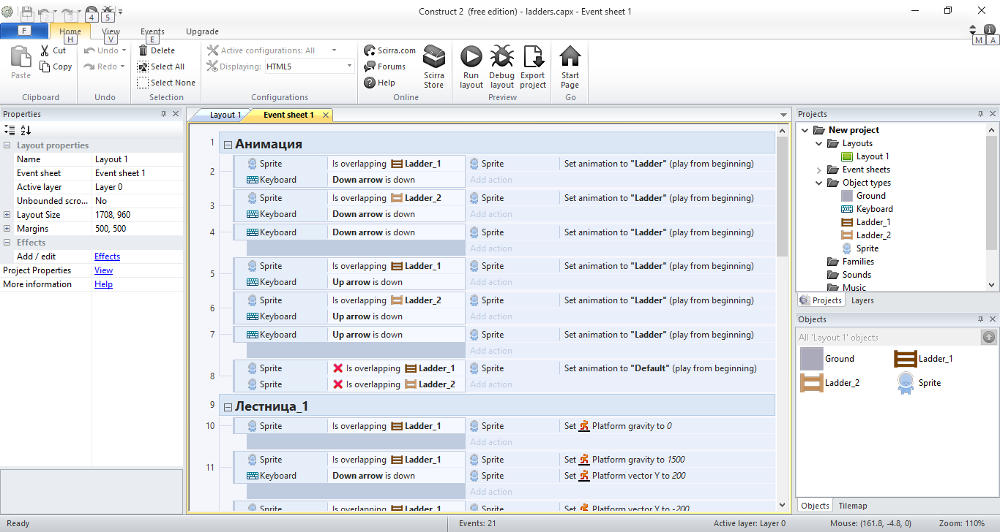 Construct 2 (free edition) - ladders.capx - Event sheet 1
1 2 3 4 5
F Home View Events Upgrade
H V E M A
Paste Cut Copy
Clipboard
Undo
Redo
Undo
Delete
Select All
Select None
Selection
Active configurations: All
Displaying: HTML5
Configurations
Scirra.com
Forums
Help
Scirra Store
Online
Run layout
Debug layout
Export project
Preview
Start Page
Go
Properties
Layout properties
Name Layout 1
Event sheet Event sheet 1
Active layer Layer 0
Unbounded scro... No
Layout Size 1708, 960
Margins 500, 500
Effects
Add / edit Effects
Project Properties View
More information Help
Layout 1 Event sheet 1
1 Анимация
2 Sprite Is overlapping Ladder_1 Sprite Set animation to "Ladder" (play from beginning)
Keyboard Down arrow is down Add action
3 Sprite Is overlapping Ladder_2 Sprite Set animation to "Ladder" (play from beginning)
Keyboard Down arrow is down Add action
4 Keyboard Down arrow is down Sprite Set animation to "Ladder" (play from beginning)
Add action
5 Sprite Is overlapping Ladder_1 Sprite Set animation to "Ladder" (play from beginning)
Keyboard Up arrow is down Add action
6 Sprite Is overlapping Ladder_2 Sprite Set animation to "Ladder" (play from beginning)
Keyboard Up arrow is down Add action
7 Keyboard Up arrow is down Sprite Set animation to "Ladder" (play from beginning)
Add action
8 Sprite Is overlapping Ladder_1 Sprite Set animation to "Default" (play from beginning)
Sprite Is overlapping Ladder_2 Add action
9 Лестница_1
10 Sprite Is overlapping Ladder_1 Sprite Set Platform gravity to 0
Add action
11 Sprite Is overlapping Ladder_1 Sprite Set Platform gravity to 1500
Keyboard Down arrow is down Sprite Set Platform vector Y to 200
Add action
Sprite Is overlapping Ladder_1 Sprite Set Platform vector Y to -200
Projects
New project
Layouts
Layout 1
Event sheets
Object types
Ground
Keyboard
Ladder_1
Ladder_2
Sprite
Families
Sounds
Music
Projects Layers
Objects
All 'Layout 1' objects
Ground Ladder_1
Ladder_2 Sprite
Objects Tilemap
Ready Events: 21 Active layer: Layer 0 Mouse: (161.8, -4.8, 0) Zoom: 110%